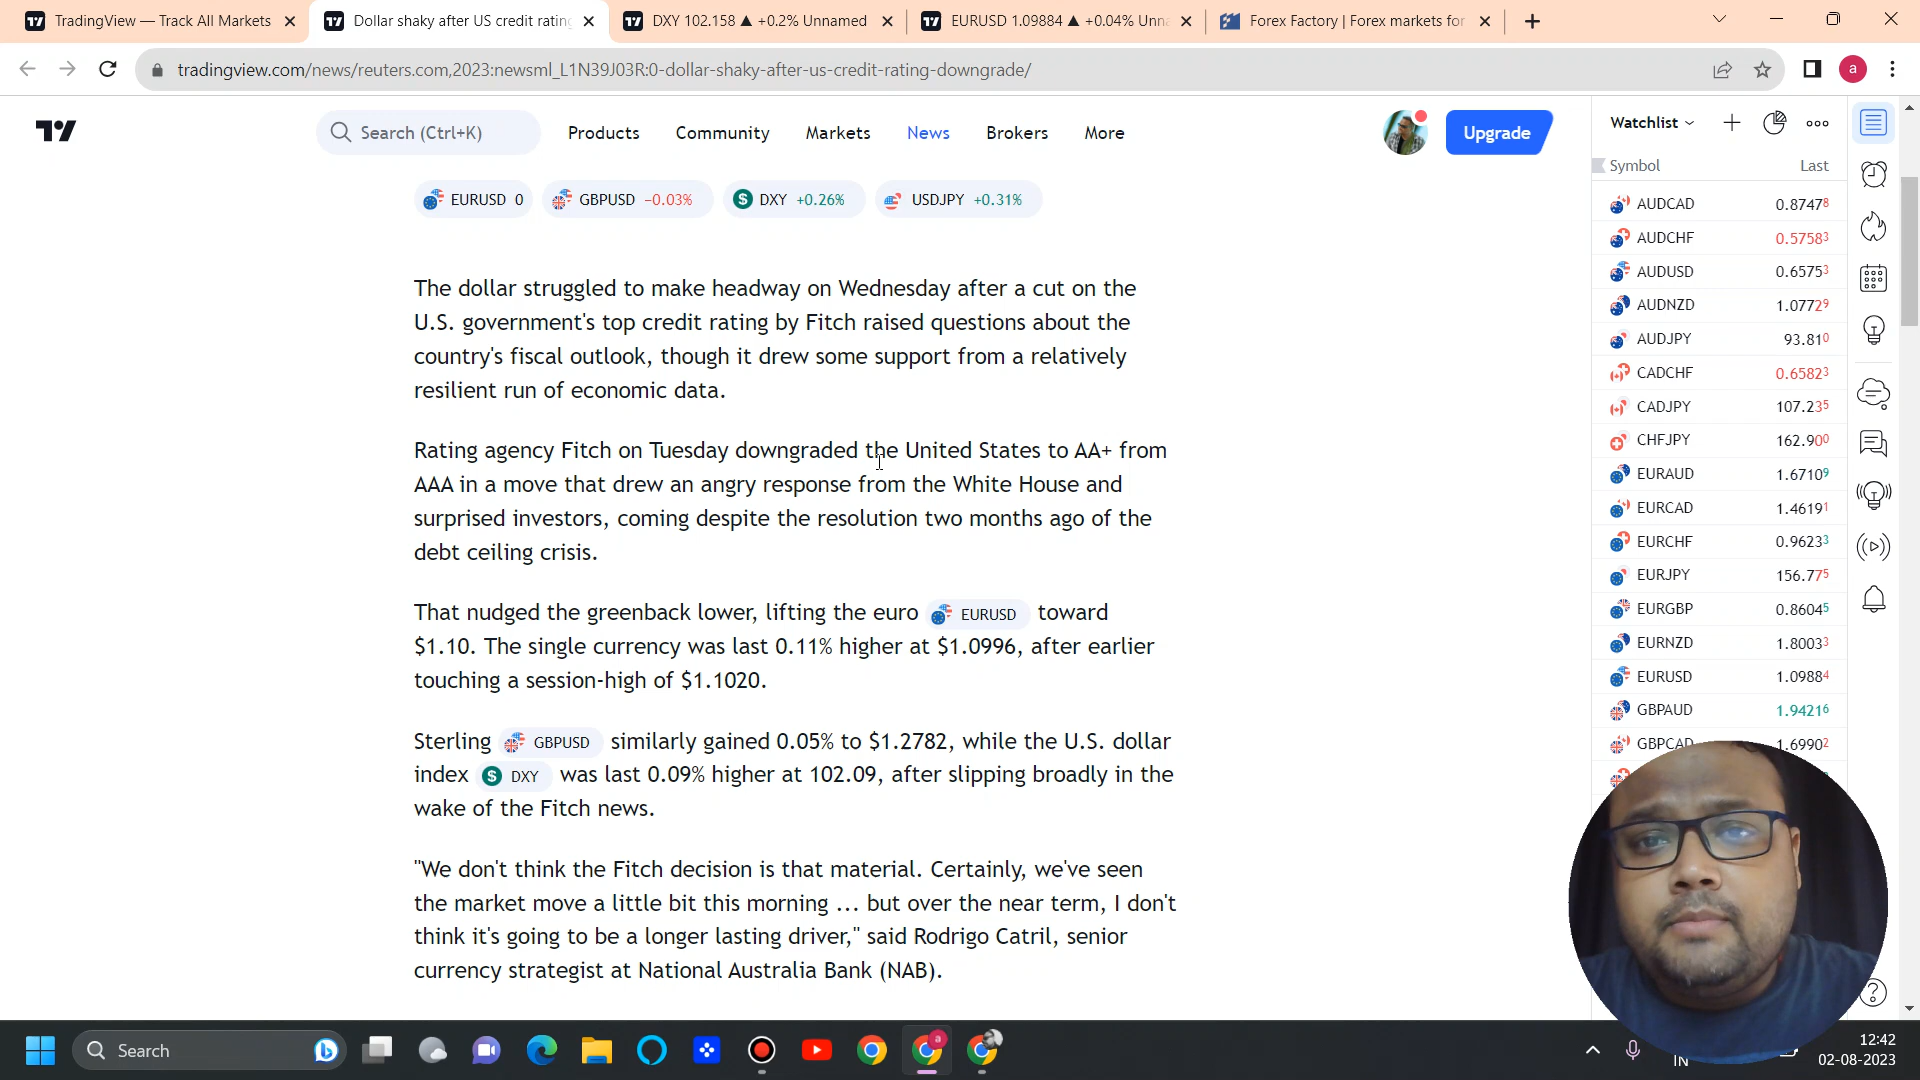 TradingView — Track All Markets
Dollar shaky after US credit rating
DXY 102.158 ▲ +0.2% Unnamed
EURUSD 1.09884 ▲ +0.04% Unna
Forex Factory | Forex markets for
tradingview.com/news/reuters.com,2023:newsml_L1N39J03R:0-dollar-shaky-after-us-credit-rating-downgrade/
a
Search (Ctrl+K)
Products
Community
Markets
News
Brokers
More
Upgrade
EURUSD 0
GBPUSD −0.03%
DXY +0.26%
USDJPY +0.31%
The dollar struggled to make headway on Wednesday after a cut on the
U.S. government's top credit rating by Fitch raised questions about the
country's fiscal outlook, though it drew some support from a relatively
resilient run of economic data.
Rating agency Fitch on Tuesday downgraded the United States to AA+ from
AAA in a move that drew an angry response from the White House and
surprised investors, coming despite the resolution two months ago of the
debt ceiling crisis.
That nudged the greenback lower, lifting the euro EURUSD toward
$1.10. The single currency was last 0.11% higher at $1.0996, after earlier
touching a session-high of $1.1020.
Sterling GBPUSD similarly gained 0.05% to $1.2782, while the U.S. dollar
index DXY was last 0.09% higher at 102.09, after slipping broadly in the
wake of the Fitch news.
"We don't think the Fitch decision is that material. Certainly, we've seen
the market move a little bit this morning ... but over the near term, I don't
think it's going to be a longer lasting driver," said Rodrigo Catril, senior
currency strategist at National Australia Bank (NAB).
Watchlist
Symbol Last
AUDCAD 0.87478
AUDCHF 0.57583
AUDUSD 0.65753
AUDNZD 1.07729
AUDJPY 93.810
CADCHF 0.65823
CADJPY 107.235
CHFJPY 162.900
EURAUD 1.67109
EURCAD 1.46191
EURCHF 0.96233
EURJPY 156.775
EURGBP 0.86045
EURNZD 1.80033
EURUSD 1.09884
GBPAUD 1.94216
GBPCAD 1.69902
Search
IN
12:42
02-08-2023